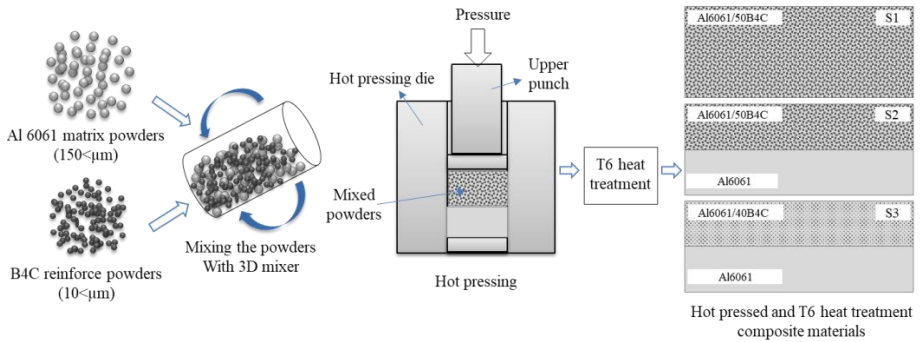 Al 6061 matrix powders
(150<μm)
B4C reinforce powders
(10<μm)
Mixing the powders
With 3D mixer
Pressure
Hot pressing die
Upper
punch
Mixed
powders
Hot pressing
T6 heat
treatment
Al6061/50B4C
S1
Al6061/50B4C
S2
Al6061
Al6061/40B4C
S3
Al6061
Hot pressed and T6 heat treatment
composite materials